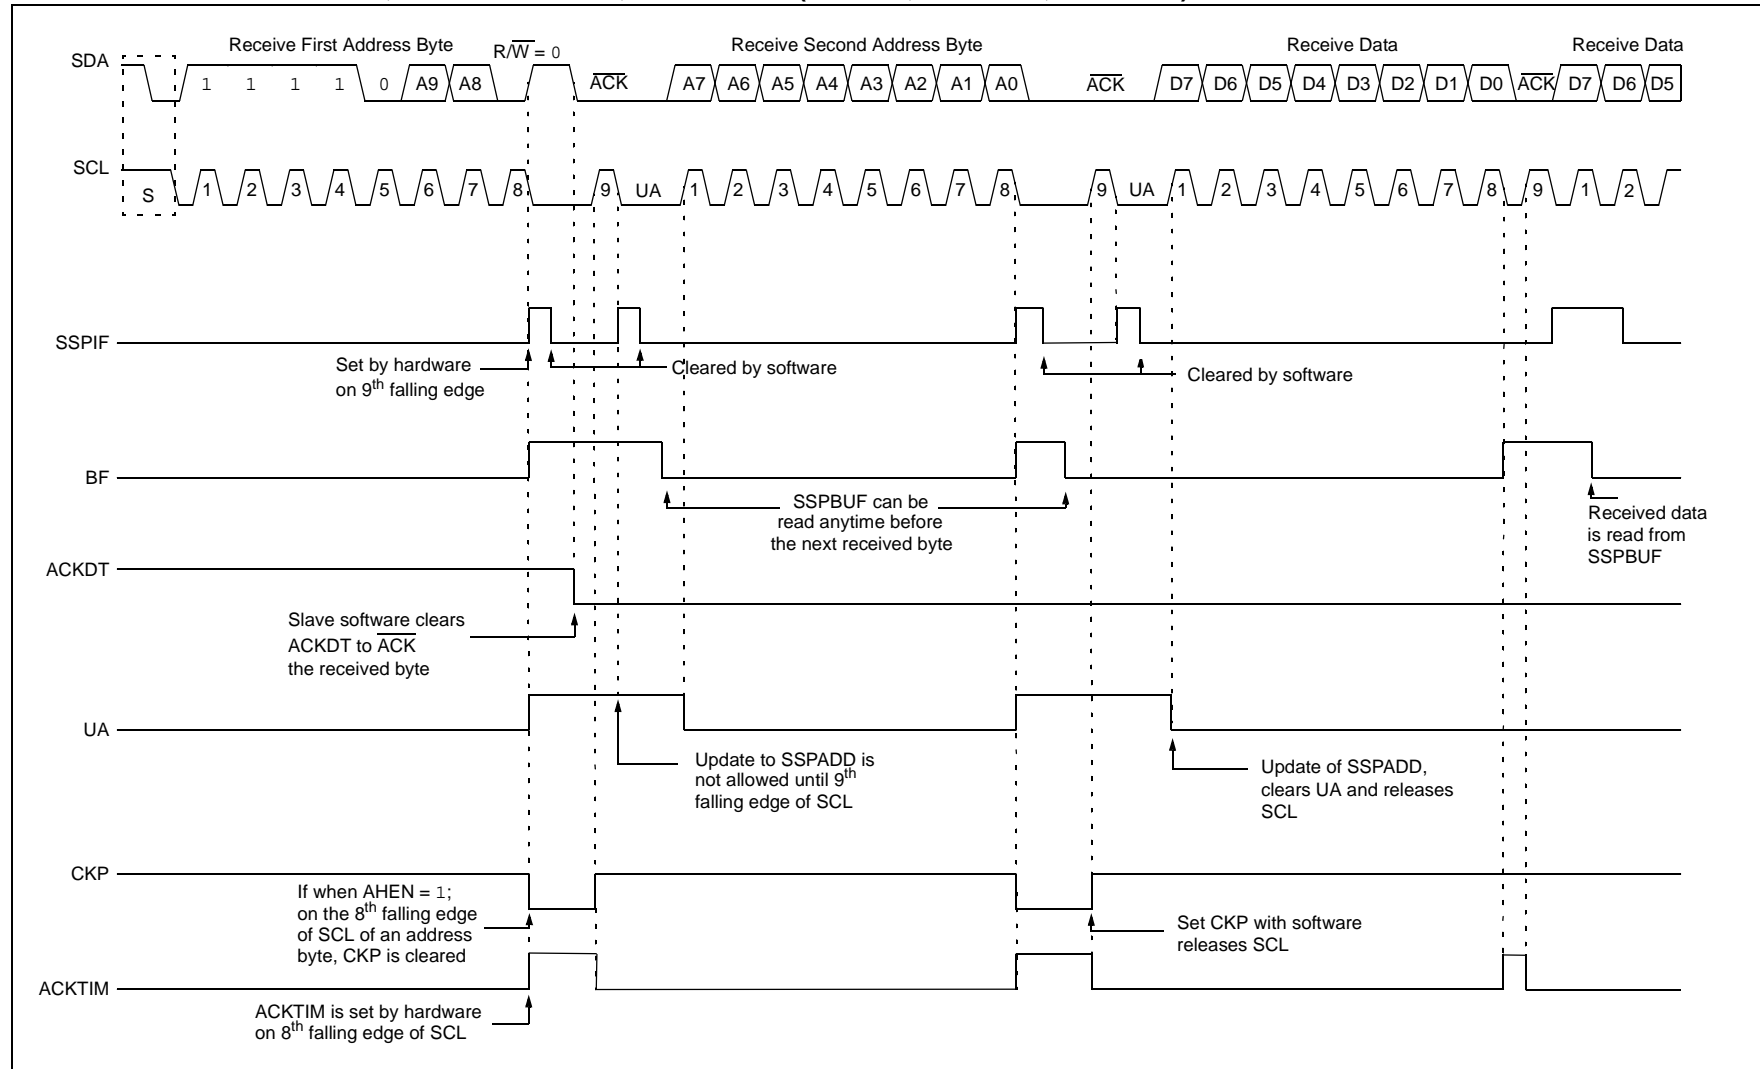 Receive First Address Byte
R/W = 0
Receive Second Address Byte
Receive Data
Receive Data
SDA
1 1 1 1 0 A9 A8 ACK A7 A6 A5 A4 A3 A2 A1 A0 ACK D7 D6 D5 D4 D3 D2 D1 D0 ACK D7 D6 D5
SCL
S 1 2 3 4 5 6 7 8 9 UA 1 2 3 4 5 6 7 8 9 UA 1 2 3 4 5 6 7 8 9 1 2
SSPIF
Set by hardware
on 9th falling edge
Cleared by software
Cleared by software
BF
SSPBUF can be
read anytime before
the next received byte
Received data
is read from
SSPBUF
ACKDT
Slave software clears
ACKDT to ACK
the received byte
UA
Update to SSPADD is
not allowed until 9th
falling edge of SCL
Update of SSPADD,
clears UA and releases
SCL
CKP
If when AHEN = 1;
on the 8th falling edge
of SCL of an address
byte, CKP is cleared
Set CKP with software
releases SCL
ACKTIM
ACKTIM is set by hardware
on 8th falling edge of SCL